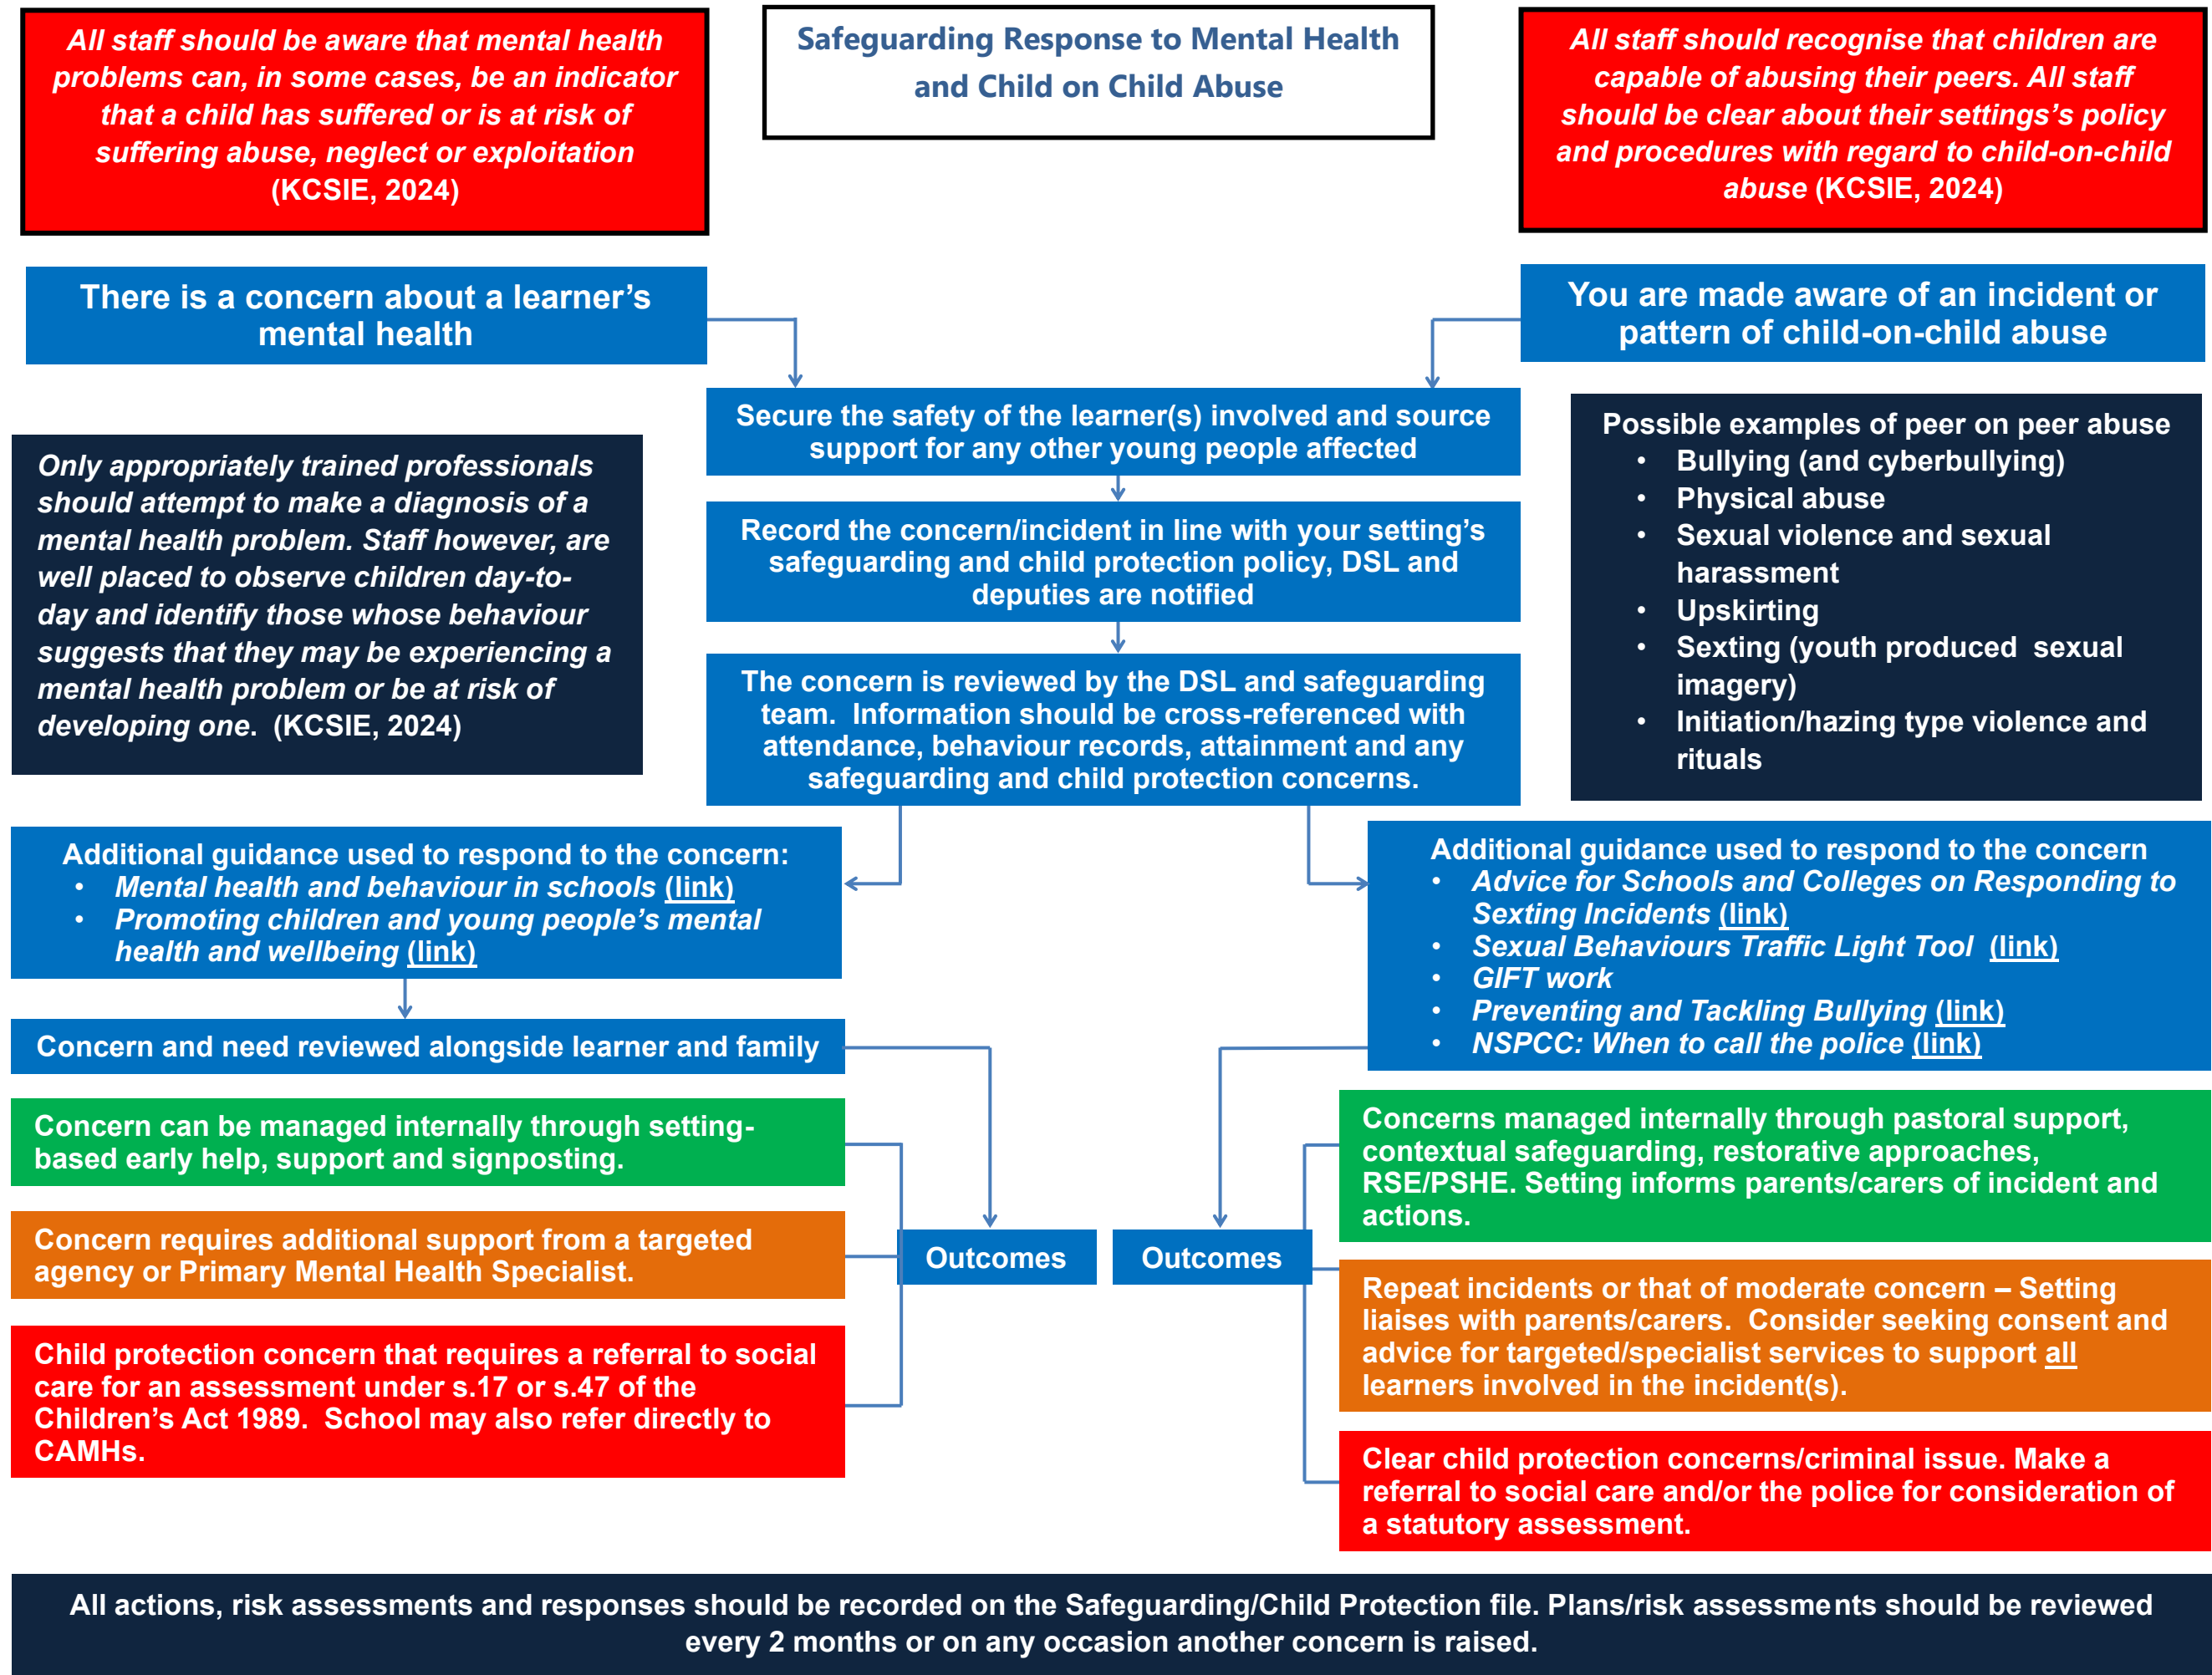 All staff should be aware that mental health
problems can, in some cases, be an indicator
that a child has suffered or is at risk of
suffering abuse, neglect or exploitation
(KCSIE, 2024)
Safeguarding Response to Mental Health
and Child on Child Abuse
All staff should recognise that children are
capable of abusing their peers. All staff
should be clear about their settings's policy
and procedures with regard to child-on-child
abuse (KCSIE, 2024)
There is a concern about a learner’s
mental health
You are made aware of an incident or
pattern of child-on-child abuse
Secure the safety of the learner(s) involved and source
support for any other young people affected
Only appropriately trained professionals
should attempt to make a diagnosis of a
mental health problem. Staff however, are
well placed to observe children day-to-
day and identify those whose behaviour
suggests that they may be experiencing a
mental health problem or be at risk of
developing one.  (KCSIE, 2024)
Record the concern/incident in line with your setting’s
safeguarding and child protection policy, DSL and
deputies are notified
Possible examples of peer on peer abuse
• Bullying (and cyberbullying)
• Physical abuse
• Sexual violence and sexual
harassment
• Upskirting
• Sexting (youth produced  sexual
imagery)
• Initiation/hazing type violence and
rituals
The concern is reviewed by the DSL and safeguarding
team.  Information should be cross-referenced with
attendance, behaviour records, attainment and any
safeguarding and child protection concerns.
Additional guidance used to respond to the concern:
• Mental health and behaviour in schools (link)
• Promoting children and young people’s mental
health and wellbeing (link)
Additional guidance used to respond to the concern
• Advice for Schools and Colleges on Responding to
Sexting Incidents (link)
• Sexual Behaviours Traffic Light Tool  (link)
• GIFT work
• Preventing and Tackling Bullying (link)
• NSPCC: When to call the police (link)
Concern and need reviewed alongside learner and family
Concern can be managed internally through setting-
based early help, support and signposting.
Concern requires additional support from a targeted
agency or Primary Mental Health Specialist.
Child protection concern that requires a referral to social
care for an assessment under s.17 or s.47 of the
Children’s Act 1989.  School may also refer directly to
CAMHs.
Outcomes
Outcomes
Concerns managed internally through pastoral support,
contextual safeguarding, restorative approaches,
RSE/PSHE. Setting informs parents/carers of incident and
actions.
Repeat incidents or that of moderate concern – Setting
liaises with parents/carers.  Consider seeking consent and
advice for targeted/specialist services to support all
learners involved in the incident(s).
Clear child protection concerns/criminal issue. Make a
referral to social care and/or the police for consideration of
a statutory assessment.
All actions, risk assessments and responses should be recorded on the Safeguarding/Child Protection file. Plans/risk assessments should be reviewed
every 2 months or on any occasion another concern is raised.